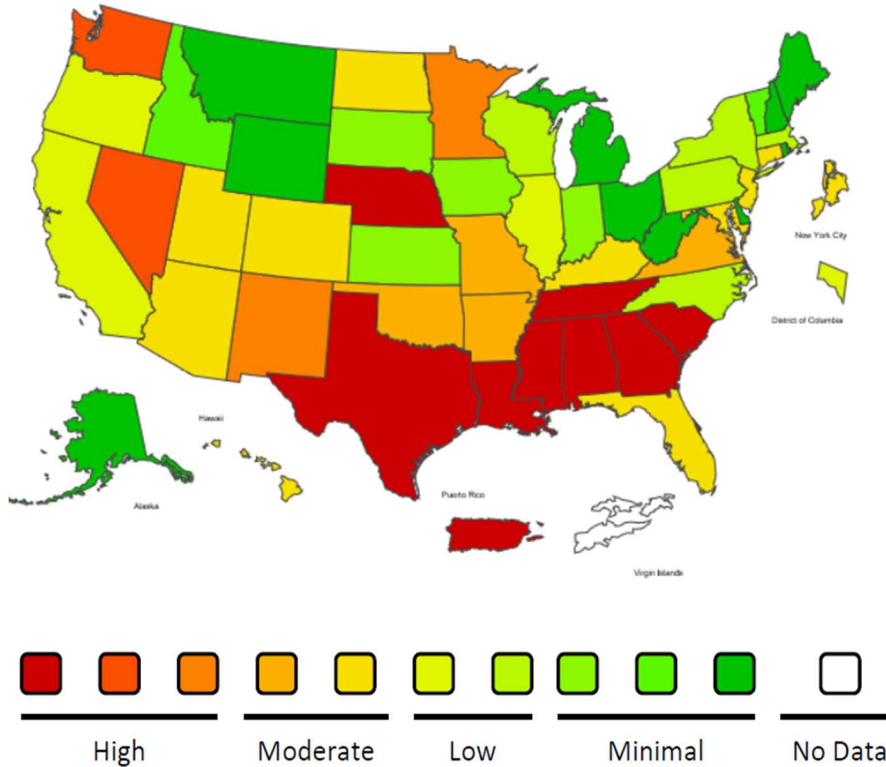 New York City
District of Columbia
Hawaii
Alaska
Puerto Rico
Virgin Islands
High
Moderate
Low
Minimal
No Data